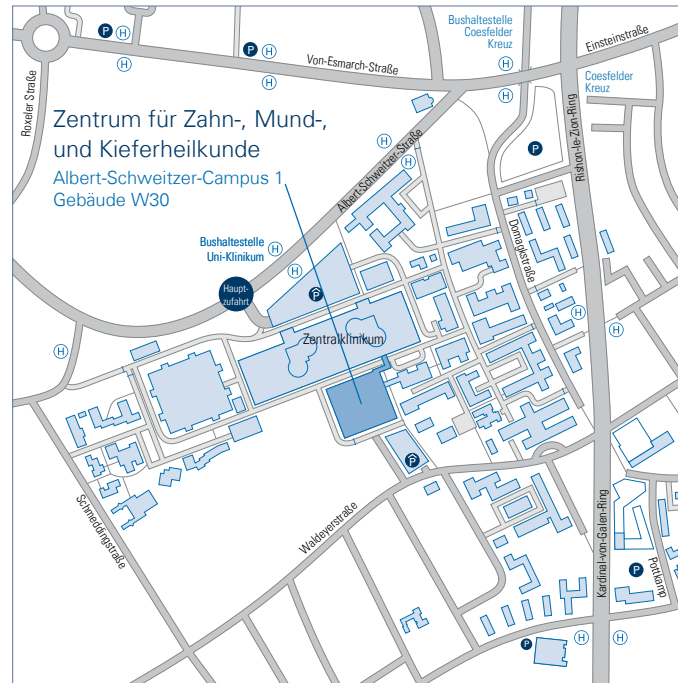 P
H
H
P
H
H
Von-Esmarch-Straße
Bushaltestelle
Coesfelder
Kreuz
H
H
Einsteinstraße
Coesfelder
Kreuz
Roxeler Straße
Zentrum für Zahn-, Mund-,
und Kieferheilkunde
Albert-Schweitzer-Campus 1
Gebäude W30
Albert-Schweitzer-Straße
H
H
P
Rishon-le-Zion-Ring
Domagkstraße
Bushaltestelle
Uni-Klinikum
H
H
Haupt-
zufahrt
P
Zentralklinikum
H
H
H
P
Schmeddingstraße
Waldeyerstraße
Kardinal-von-Galen-Ring
P
Pottkamp
P
H
H